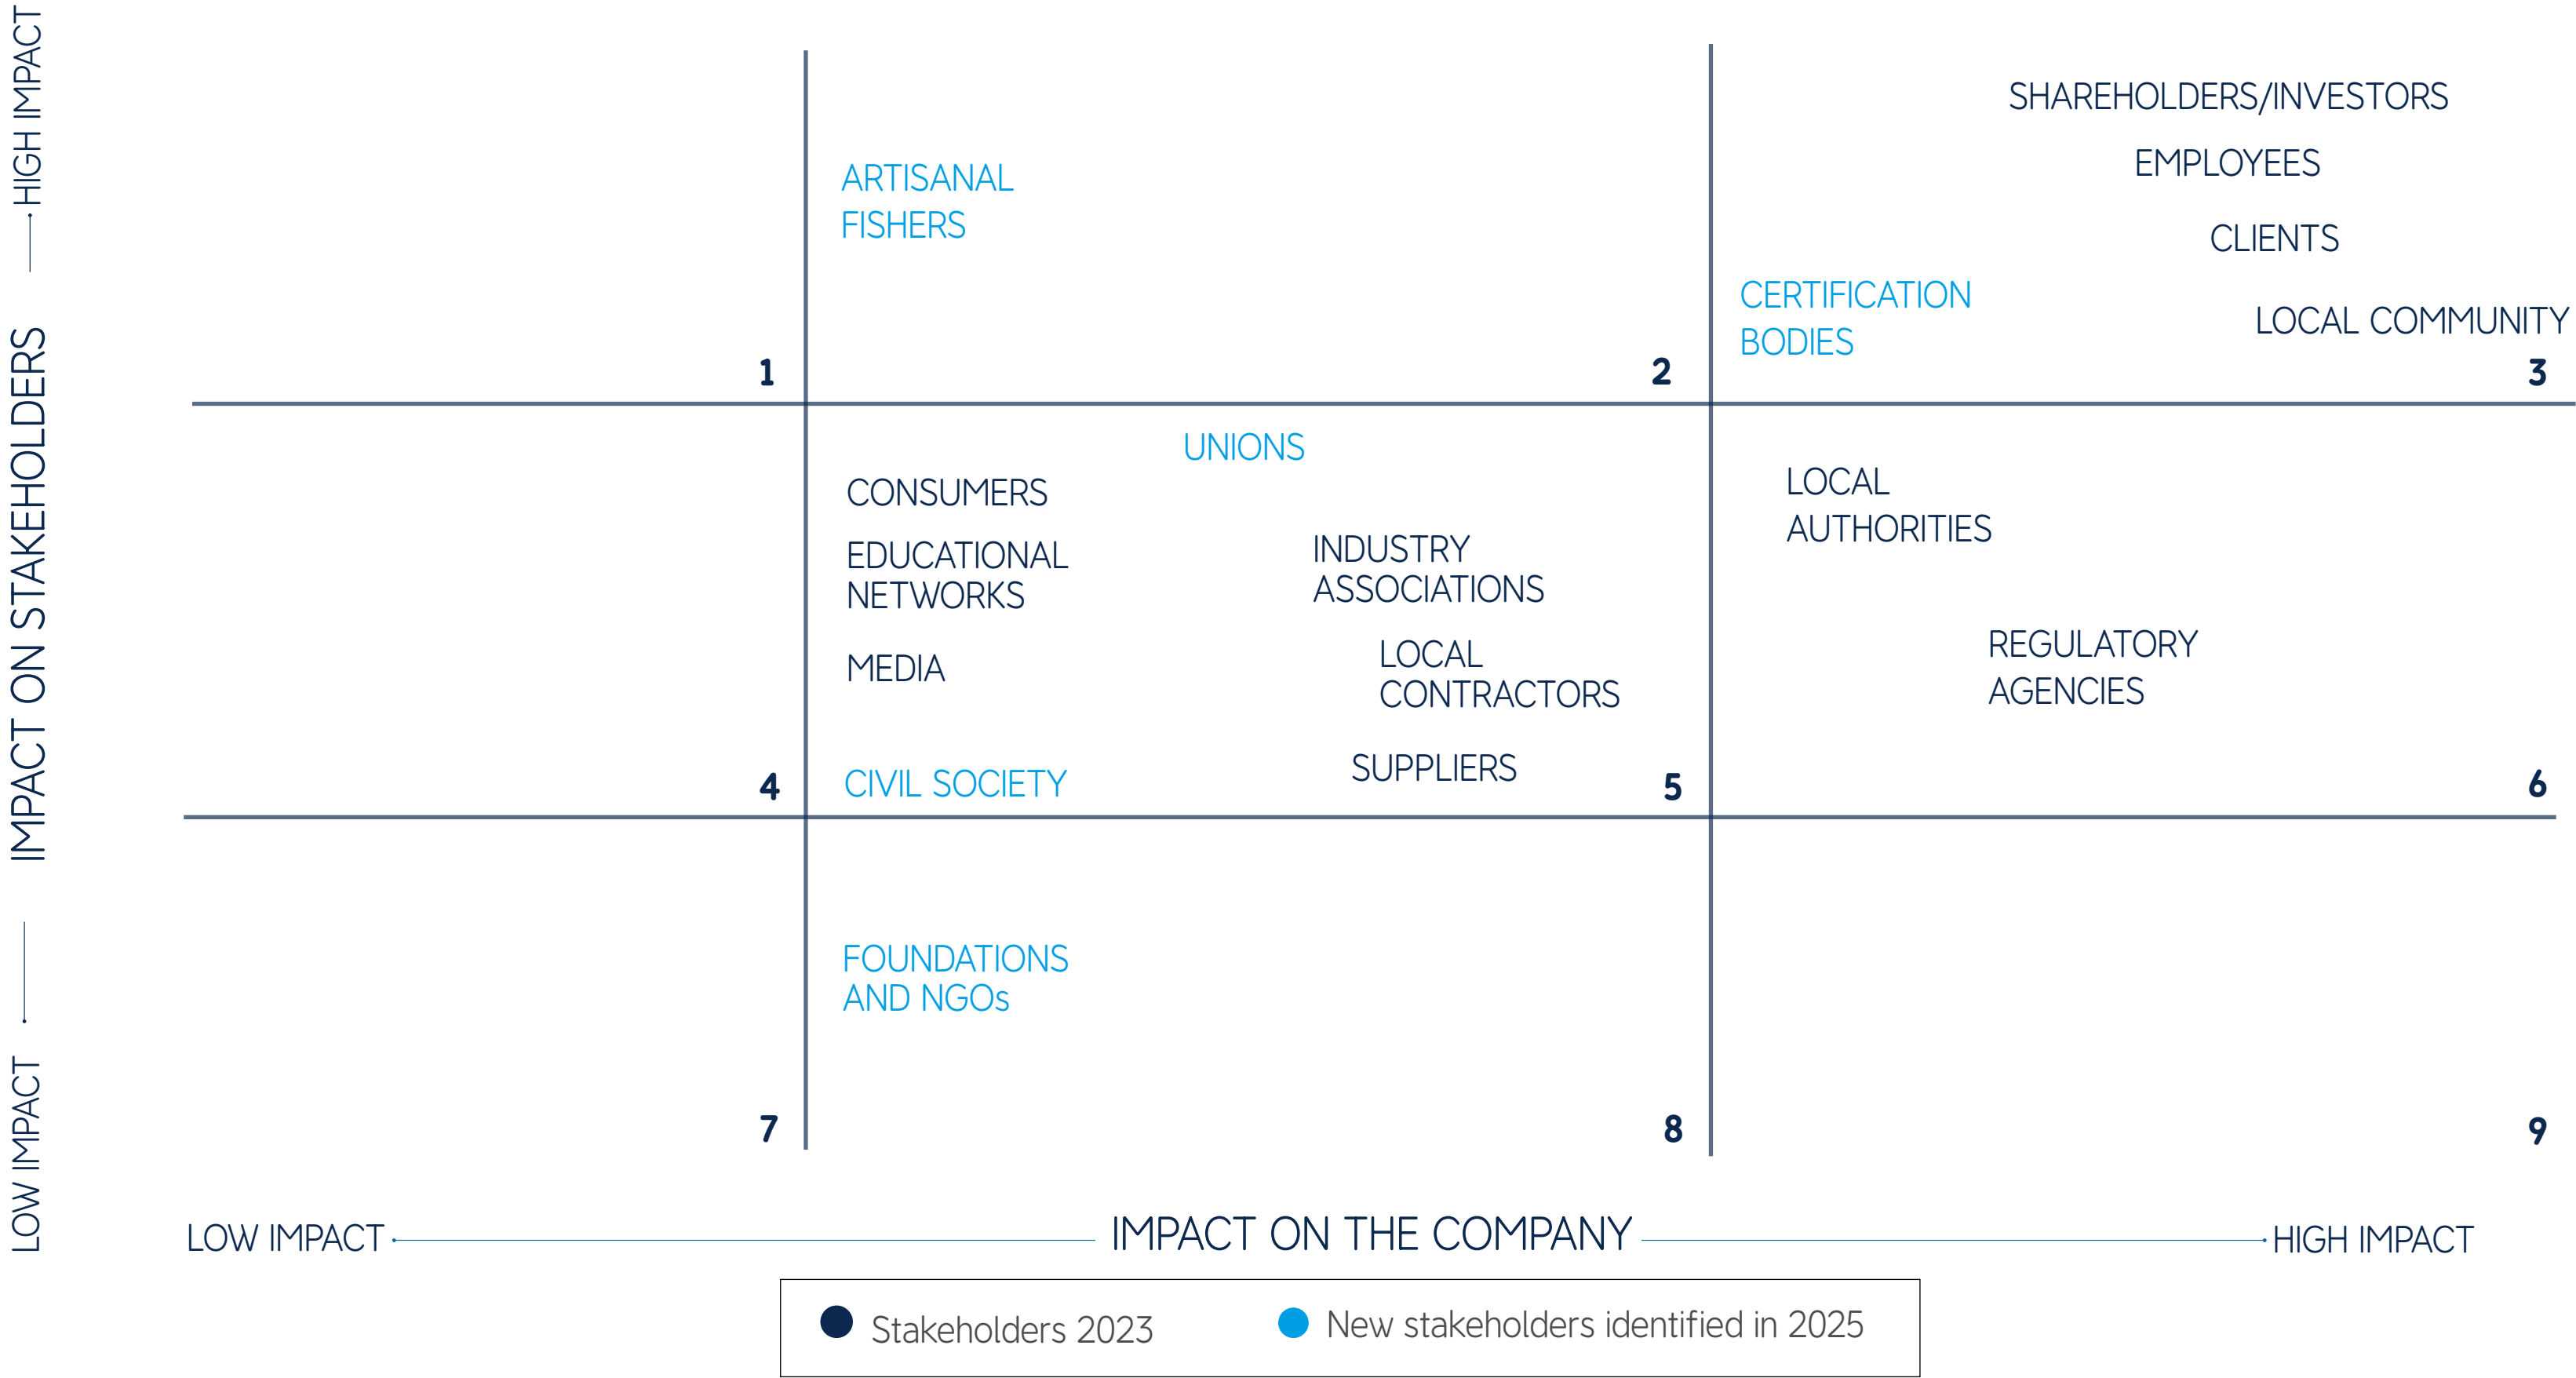 HIGH IMPACT
IMPACT ON STAKEHOLDERS
LOW IMPACT
ARTISANAL
FISHERS
1
2
SHAREHOLDERS/INVESTORS
EMPLOYEES
CLIENTS
CERTIFICATION
BODIES
LOCAL COMMUNITY
3
4
UNIONS
CONSUMERS
EDUCATIONAL
NETWORKS
MEDIA
CIVIL SOCIETY
INDUSTRY
ASSOCIATIONS
LOCAL
CONTRACTORS
SUPPLIERS
5
LOCAL
AUTHORITIES
REGULATORY
AGENCIES
6
7
FOUNDATIONS
AND NGOs
8
9
LOW IMPACT
IMPACT ON THE COMPANY
HIGH IMPACT
Stakeholders 2023
New stakeholders identified in 2025